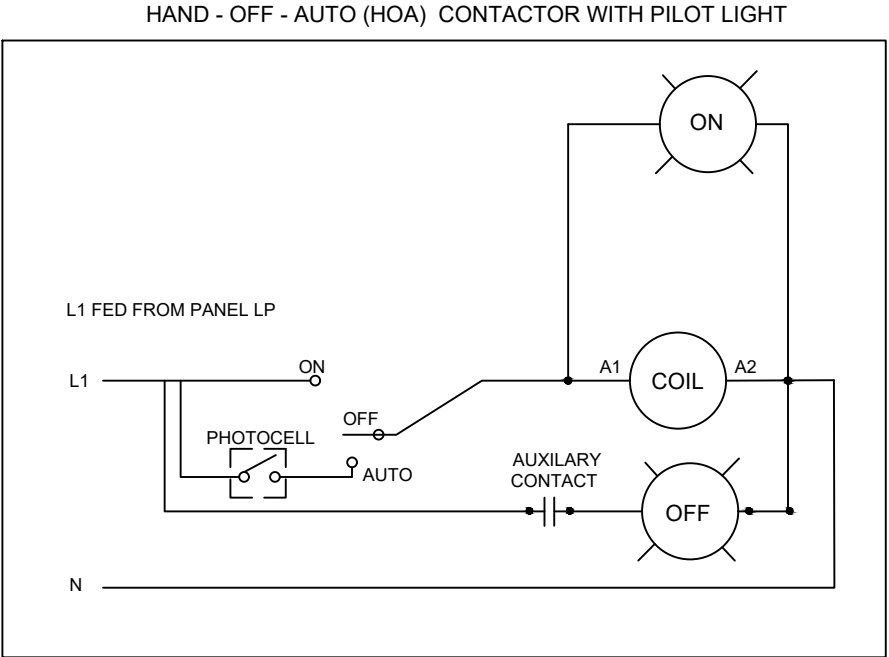 HAND - OFF - AUTO (HOA) CONTACTOR WITH PILOT LIGHT
ON
L1 FED FROM PANEL LP
L1
ON
A1
COIL
A2
OFF
PHOTOCELL
AUTO
AUXILARY
CONTACT
OFF
N